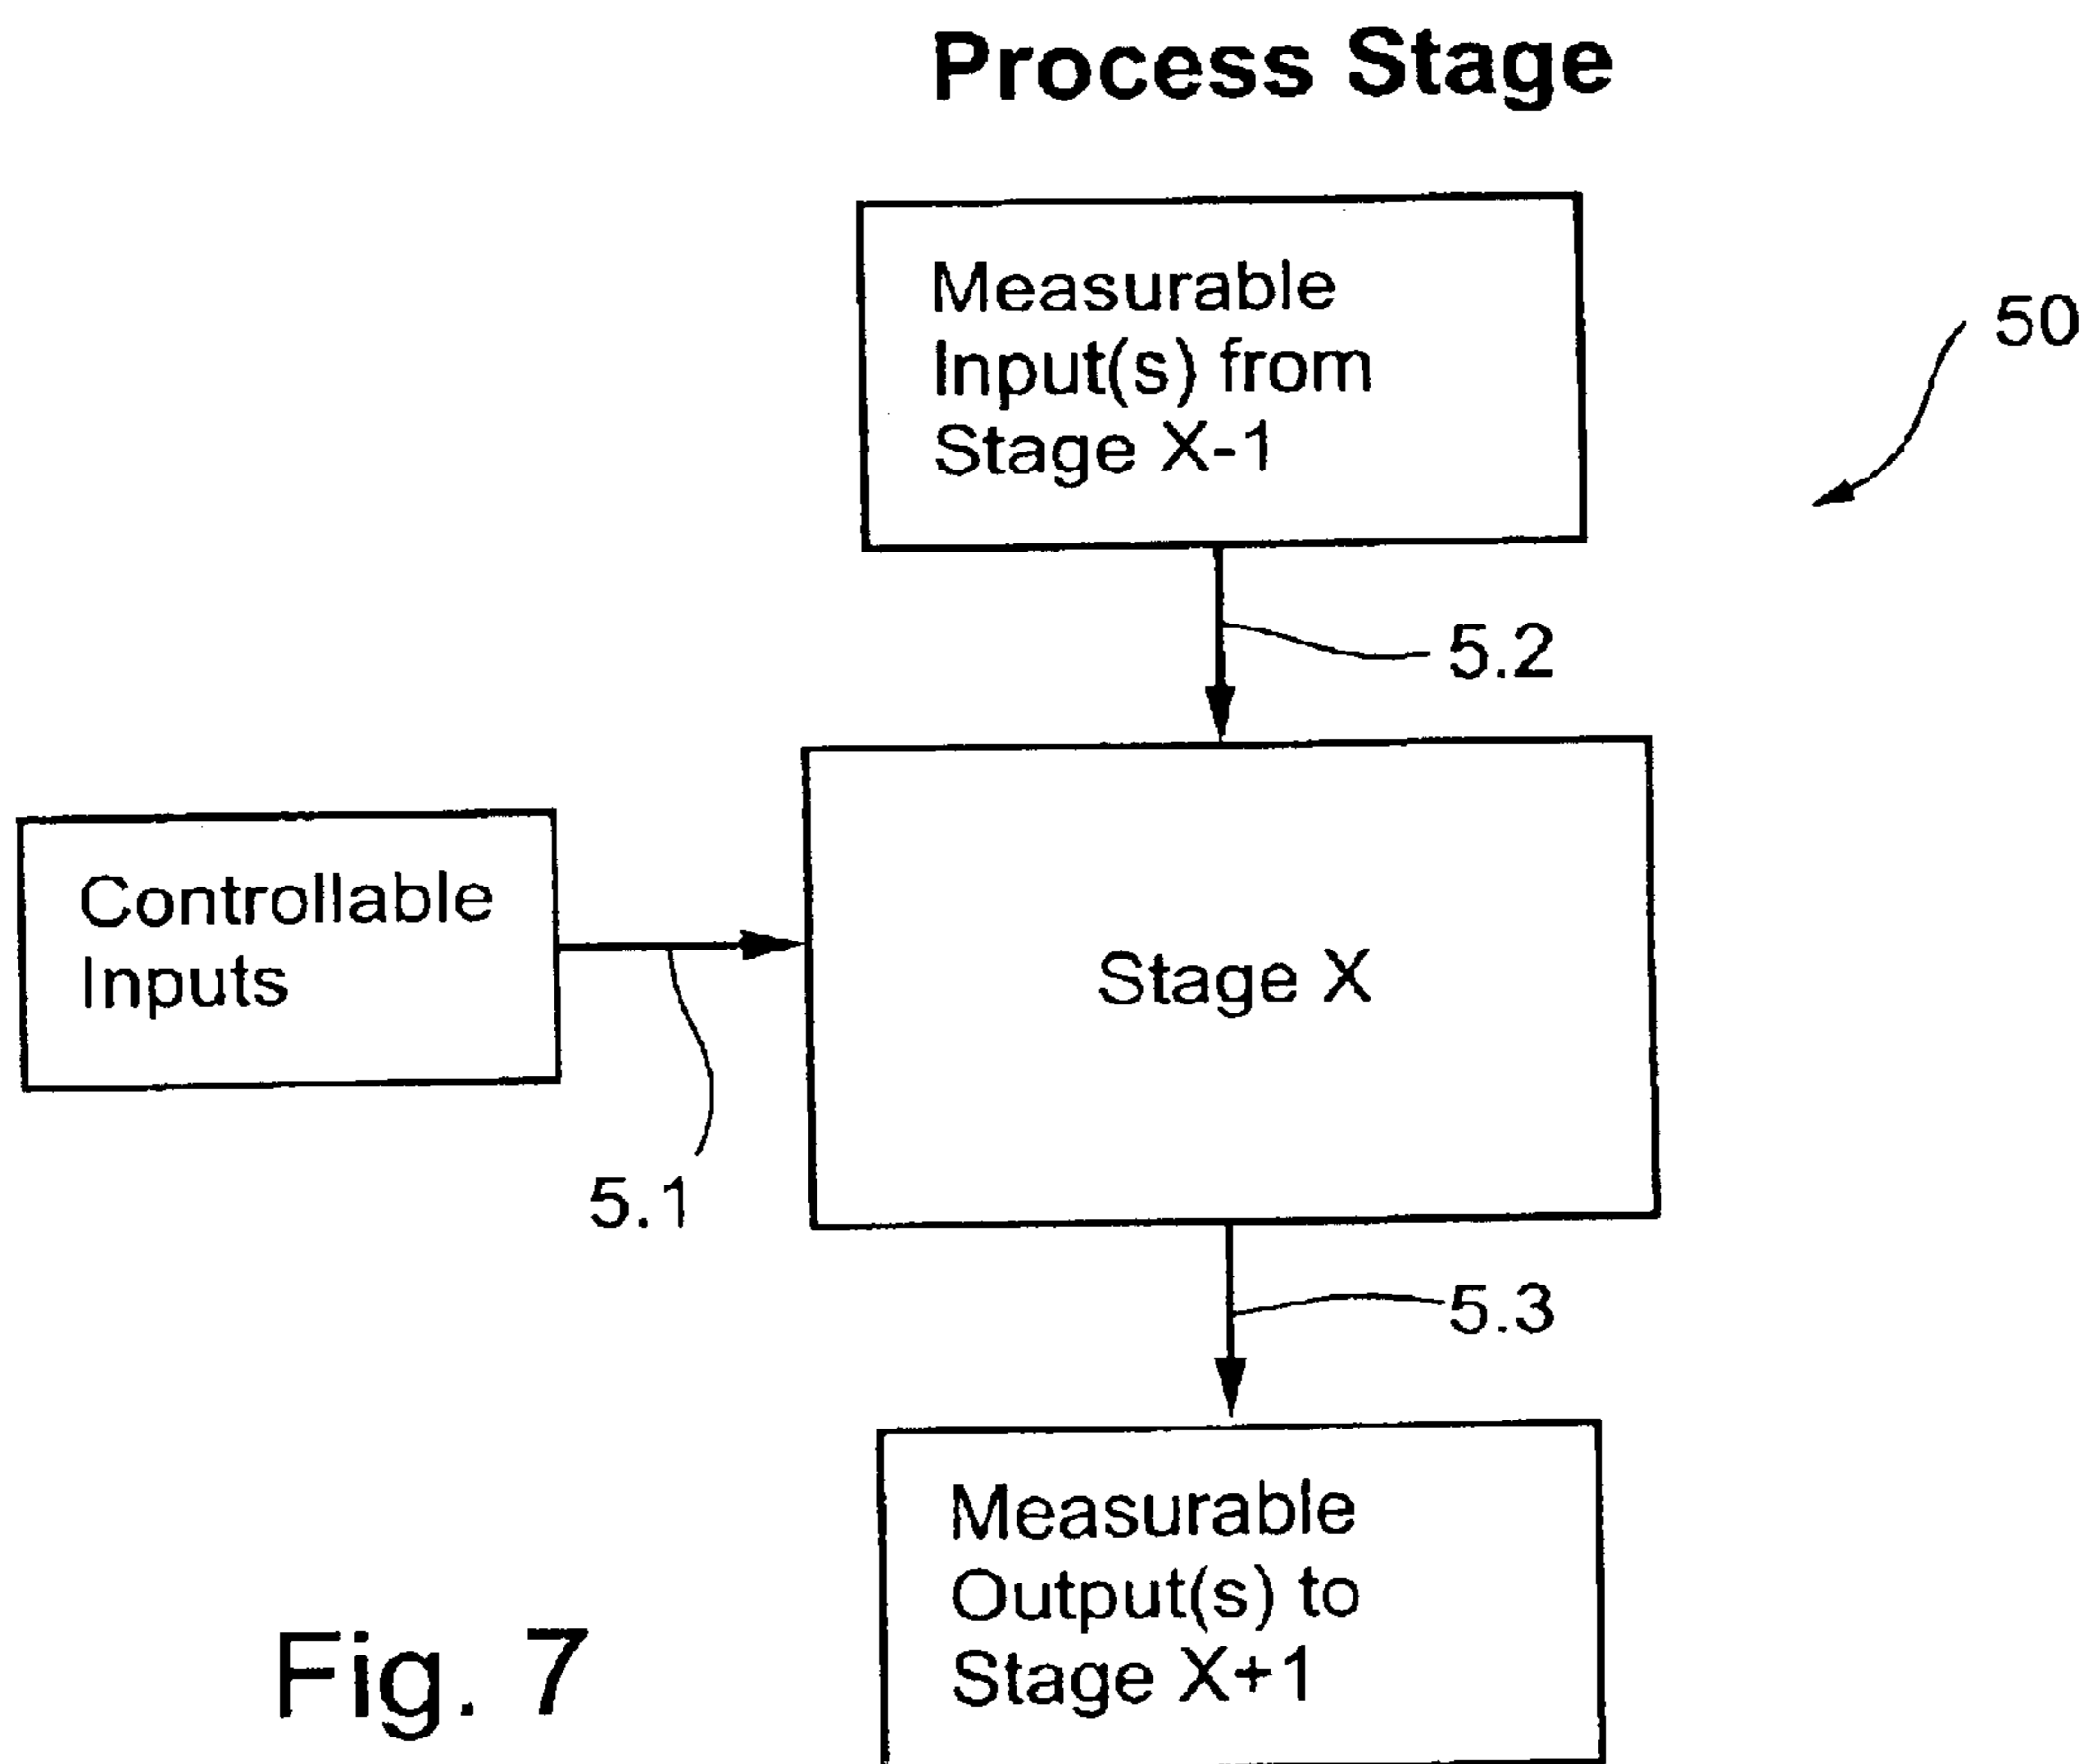 Process Stage
Measurable
Input(s) from
Stage X-1
50
5.2
Controllable
Inputs
Stage X
5.1
5.3
Measurable
Output(s) to
Stage X+1
Fig. 7